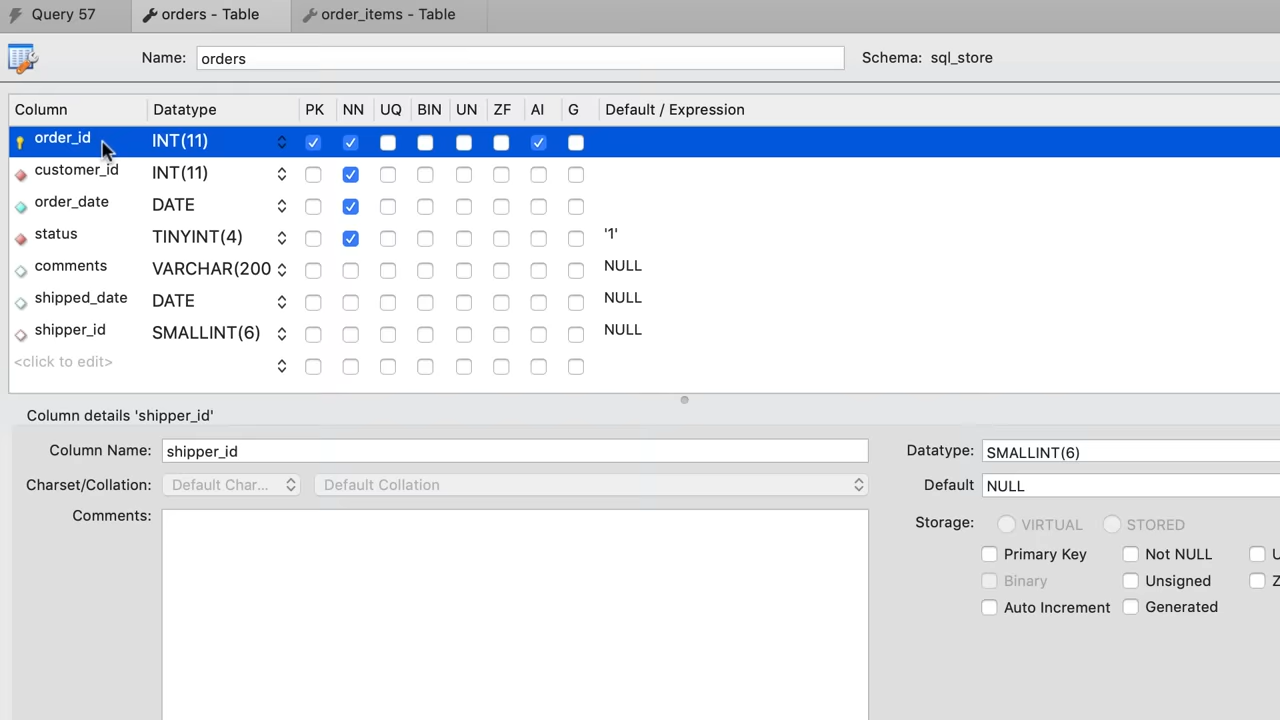 Query 57 orders - Table order_items - Table
Name: orders Schema: sql_store
Column Datatype PK NN UQ BIN UN ZF AI G Default / Expression
order_id INT(11)
customer_id INT(11)
order_date DATE
status TINYINT(4) '1'
comments VARCHAR(200 NULL
shipped_date DATE NULL
shipper_id SMALLINT(6) NULL
<click to edit>
Column details 'shipper_id'
Column Name: shipper_id Datatype: SMALLINT(6)
Charset/Collation: Default Char... Default Collation Default NULL
Comments: Storage: VIRTUAL STORED
Primary Key Not NULL U
Binary Unsigned Z
Auto Increment Generated